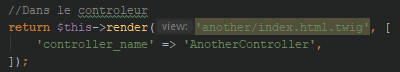 //Dans le controleur
return $this->render( view: 'another/index.html.twig', [
    'controller_name' => 'AnotherController',
]);